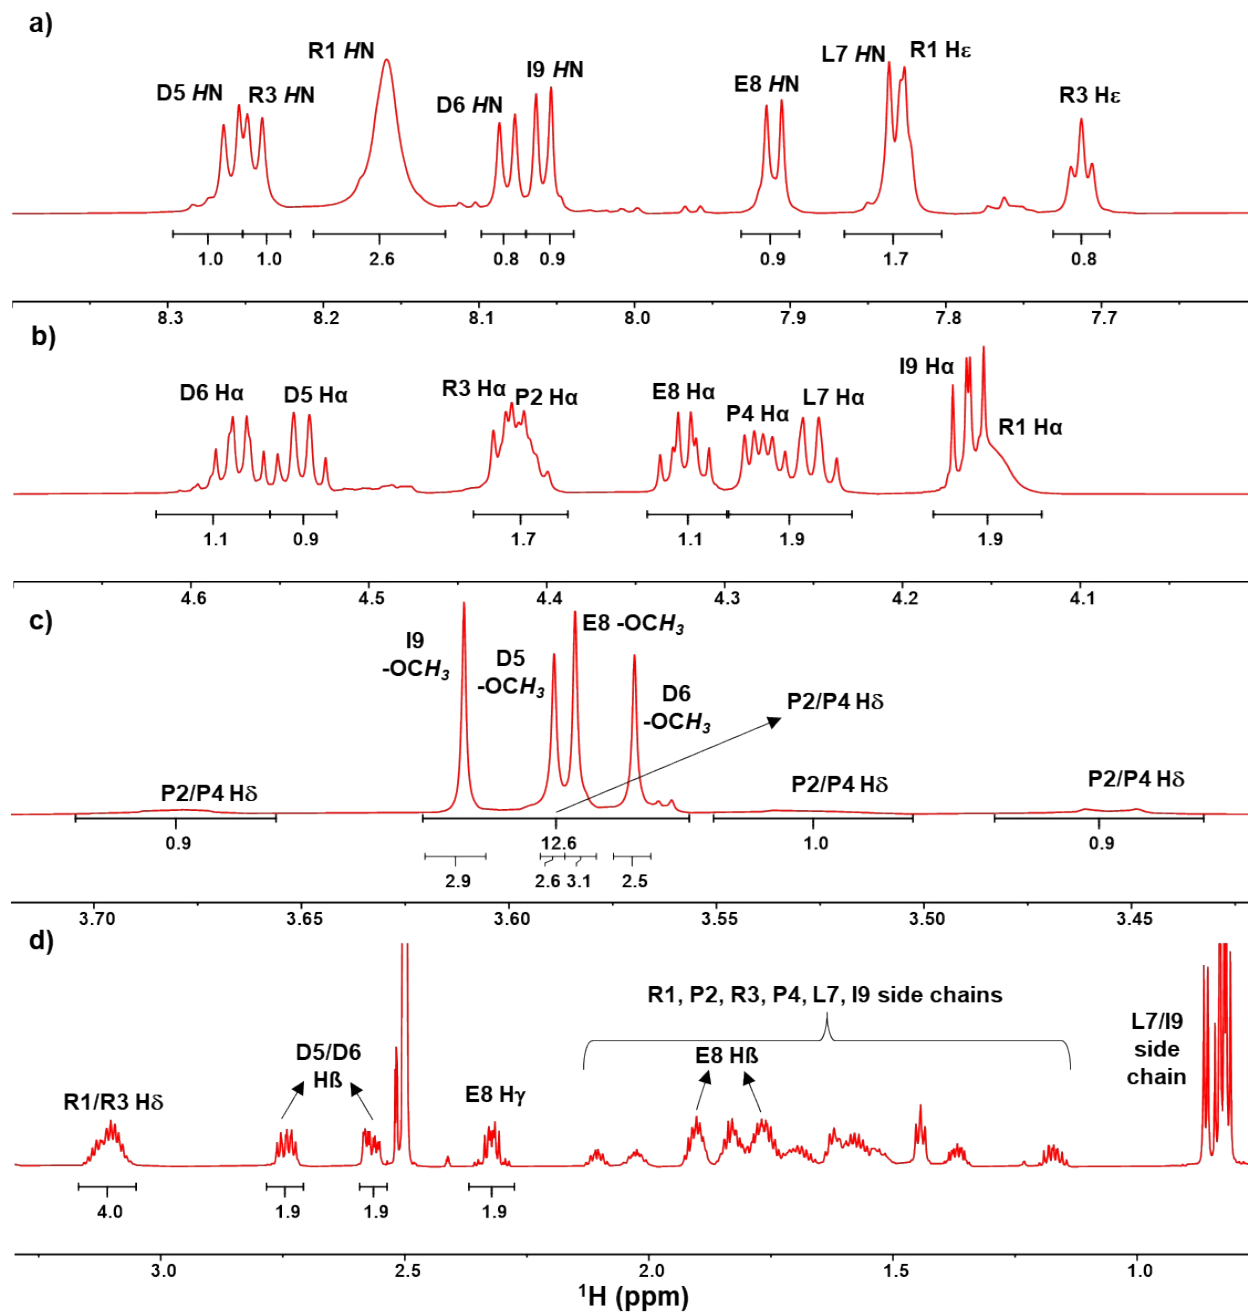 a)
D5 HN
R3 HN
R1 HN
D6 HN
I9 HN
E8 HN
L7 HN
R1 Hε
R3 Hε
1.0
1.0
2.6
0.8
0.9
0.9
1.7
0.8
8.3
8.2
8.1
8.0
7.9
7.8
7.7
b)
D6 Hα
D5 Hα
R3 Hα
P2 Hα
E8 Hα
P4 Hα
L7 Hα
I9 Hα
R1 Hα
1.1
0.9
1.7
1.1
1.9
1.9
4.6
4.5
4.4
4.3
4.2
4.1
c)
P2/P4 Hδ
I9
-OCH3
D5
-OCH3
E8 -OCH3
D6
-OCH3
P2/P4 Hδ
P2/P4 Hδ
P2/P4 Hδ
0.9
12.6
1.0
0.9
2.9
2.6
3.1
2.5
3.70
3.65
3.60
3.55
3.50
3.45
d)
R1/R3 Hδ
D5/D6
Hß
E8 Hγ
R1, P2, R3, P4, L7, I9 side chains
E8 Hß
L7/I9
side
chain
4.0
1.9
1.9
1.9
3.0
2.5
2.0
1.5
1.0
¹H (ppm)